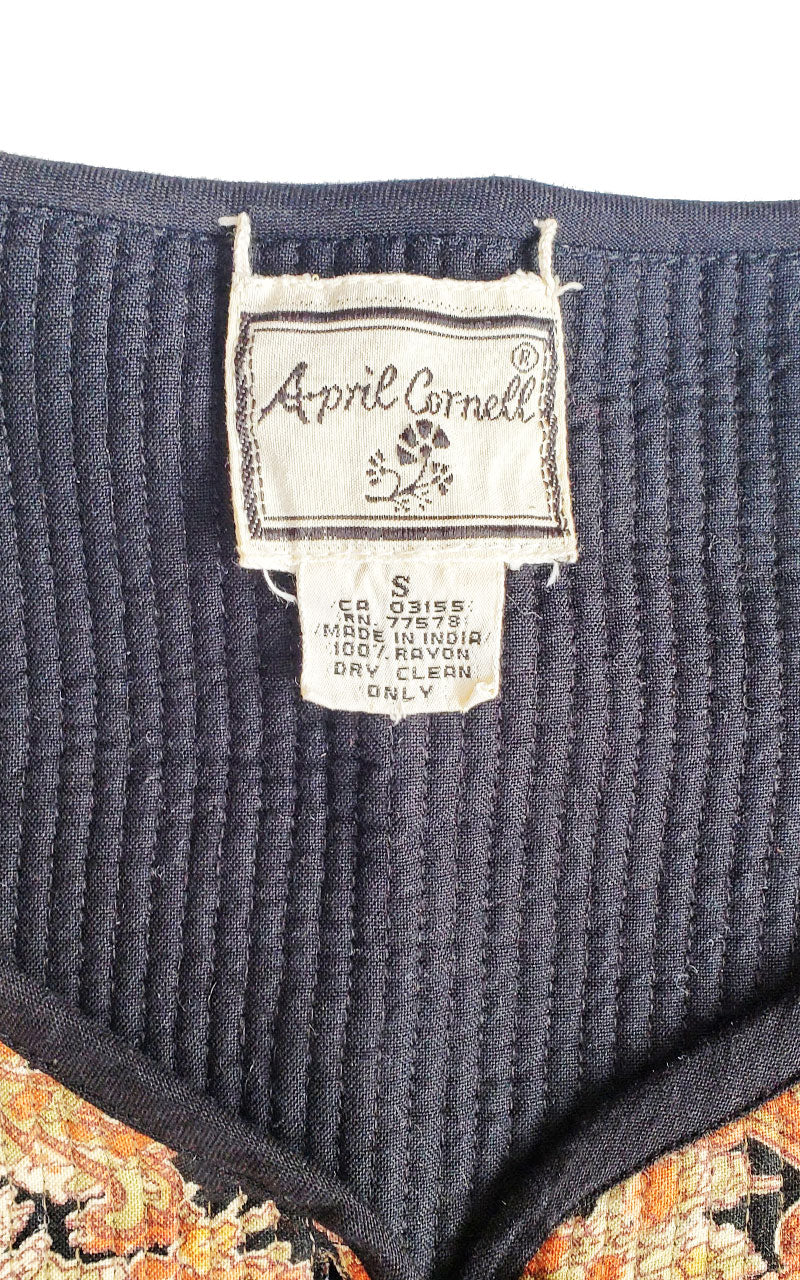 ®
April Cornell
S
CA 03155
RN. 77578
MADE IN INDIA
100% RAYON
DRY CLEAN
ONLY